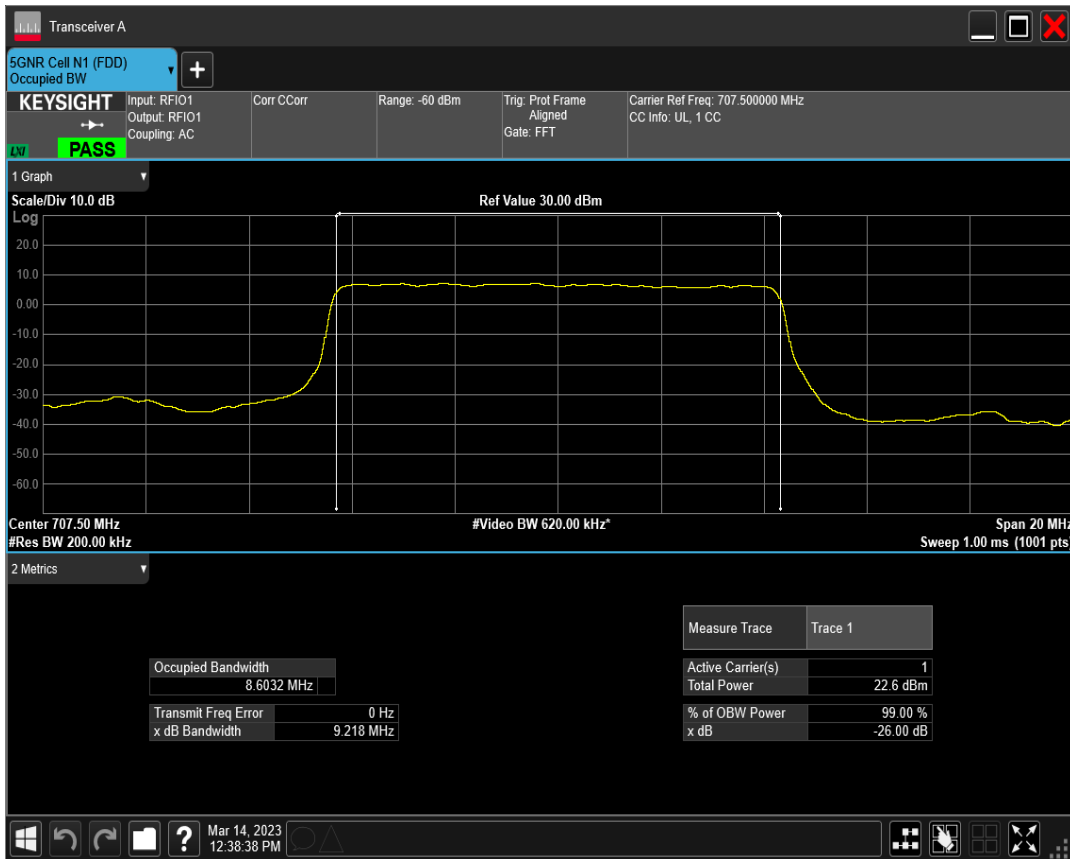 Transceiver A
5GNR Cell N1 (FDD)
Occupied BW
+
KEYSIGHT
LXI
PASS
Input: RFIO1
Output: RFIO1
Coupling: AC
Corr CCorr
Range: -60 dBm
Trig: Prot Frame
Aligned
Gate: FFT
Carrier Ref Freq: 707.500000 MHz
CC Info: UL, 1 CC
1 Graph
Scale/Div 10.0 dB
Ref Value 30.00 dBm
Log
20.0
10.0
0.00
-10.0
-20.0
-30.0
-40.0
-50.0
-60.0
Center 707.50 MHz
#Video BW 620.00 kHz*
Span 20 MHz
#Res BW 200.00 kHz
Sweep 1.00 ms (1001 pts)
2 Metrics
Measure Trace Trace 1
Occupied Bandwidth
8.6032 MHz
Active Carrier(s) 1
Total Power 22.6 dBm
Transmit Freq Error 0 Hz
x dB Bandwidth 9.218 MHz
% of OBW Power 99.00 %
x dB -26.00 dB
?
Mar 14, 2023
12:38:38 PM